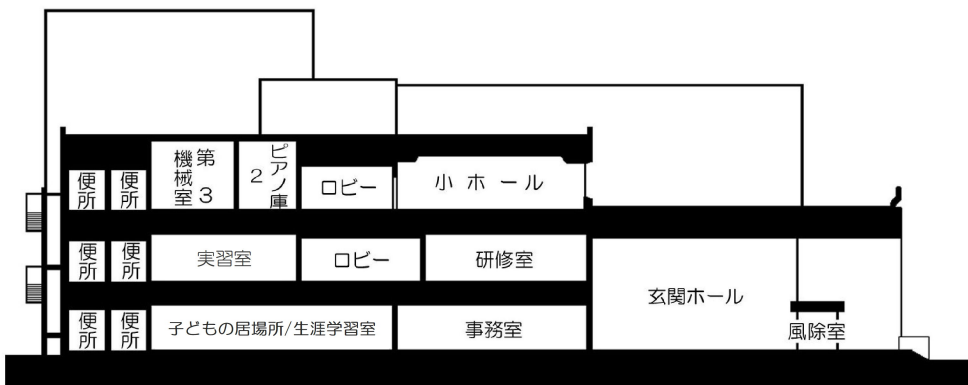 便所
便所
第3
機械室
ピアノ庫
2
ロビー
小ホール
便所
便所
実習室
ロビー
研修室
玄関ホール
便所
便所
子どもの居場所/生涯学習室
事務室
風除室